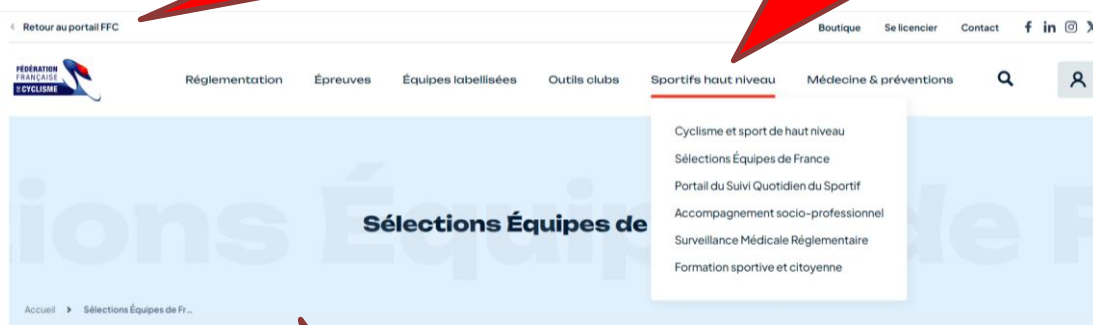 Retour au portail FFC
Boutique Se licencier Contact
FÉDÉRATION
FRANÇAISE
DE CYCLISME
Réglementation Épreuves Équipes labellisées Outils clubs Sportifs haut niveau Médecine & préventions
Cyclisme et sport de haut niveau
Sélections Équipes de France
Portail du Suivi Quotidien du Sportif
Accompagnement socio-professionnel
Surveillance Médicale Réglementaire
Formation sportive et citoyenne
Sélections Équipes de
Accueil > Sélections Équipes de Fr...